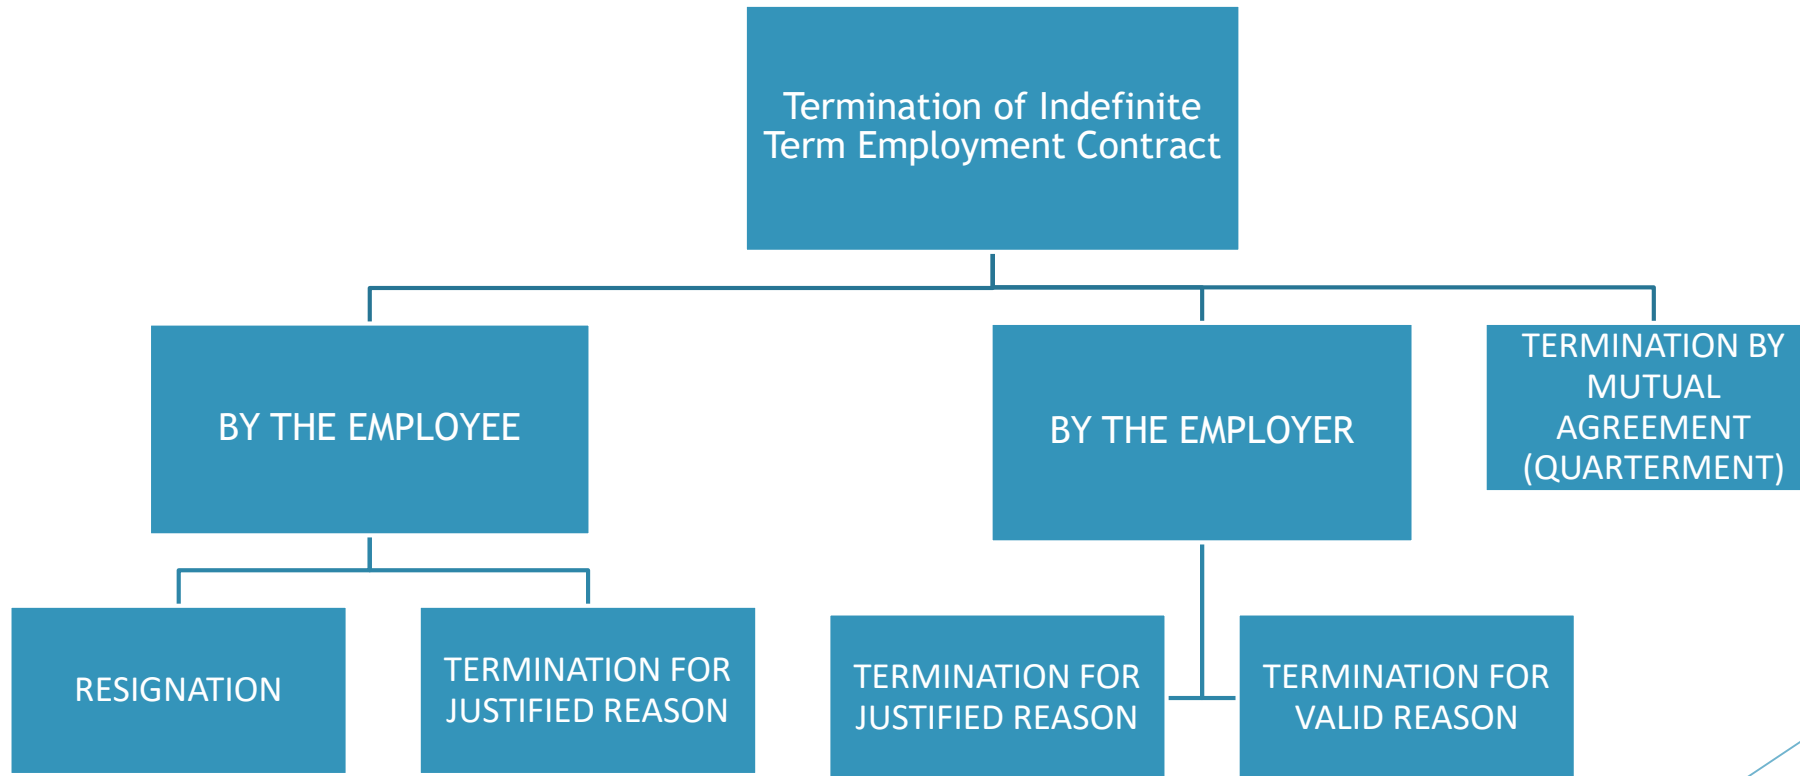 Termination of Indefinite
Term Employment Contract
BY THE EMPLOYEE
BY THE EMPLOYER
TERMINATION BY
MUTUAL
AGREEMENT
(QUARTERMENT)
RESIGNATION
TERMINATION FOR
JUSTIFIED REASON
TERMINATION FOR
JUSTIFIED REASON
TERMINATION FOR
VALID REASON